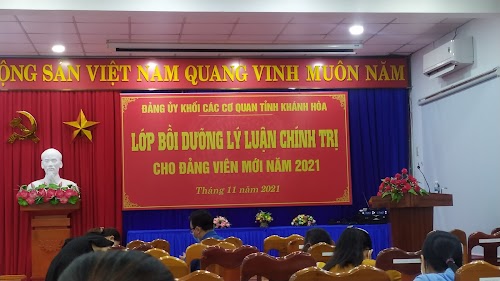 ỘNG SẢN VIỆT NAM QUANG VINH MUÔN NĂM
ĐẢNG ỦY KHỐI CÁC CƠ QUAN TỈNH KHÁNH HÒA
LỚP BỒI DƯỠNG LÝ LUẬN CHÍNH TRỊ
CHO ĐẢNG VIÊN MỚI NĂM 2021
Tháng 11 năm 2021